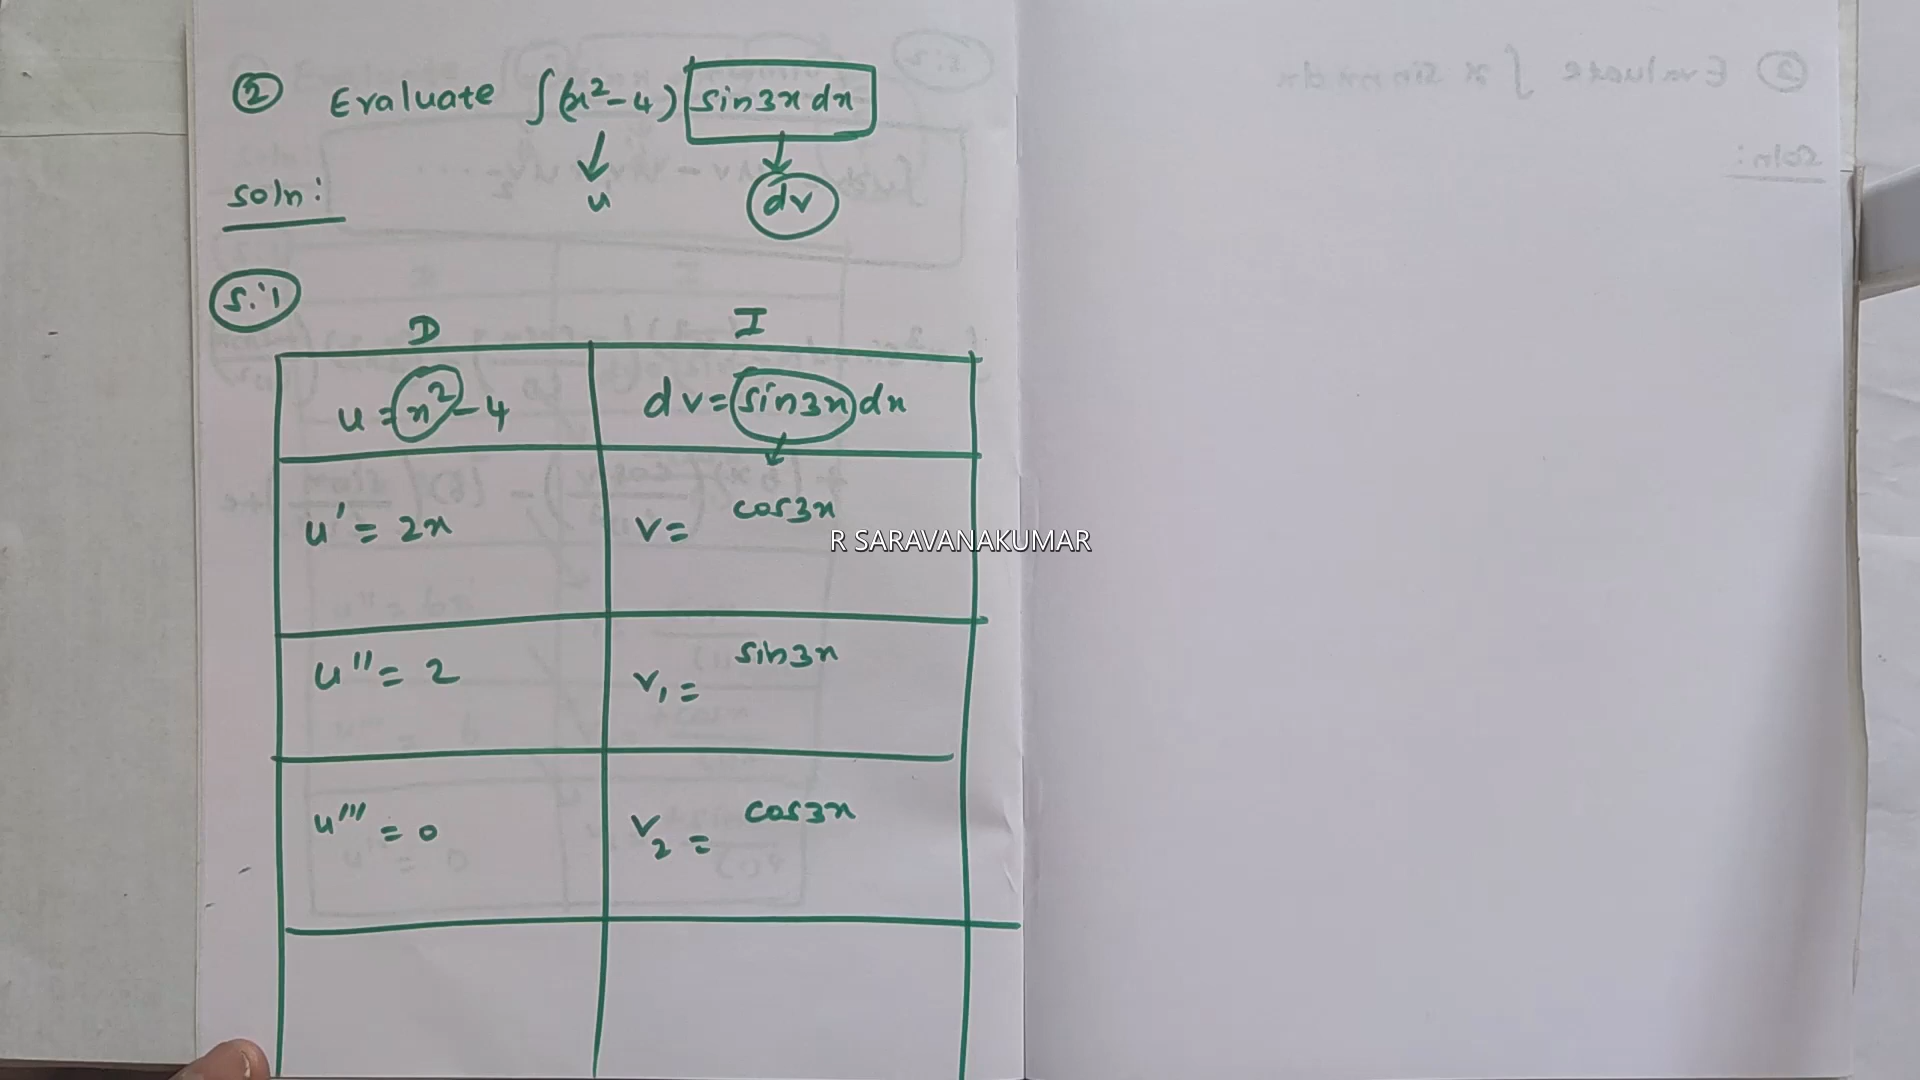 ② Evaluate ∫(x²-4) sin3x dx
u dv
Soln:
S:1
D I
u = x²-4 dv = sin3x dx
u' = 2x v = cos3x
u'' = 2 v₁ = sin3x
u''' = 0 v₂ = cos3x
R SARAVANAKUMAR